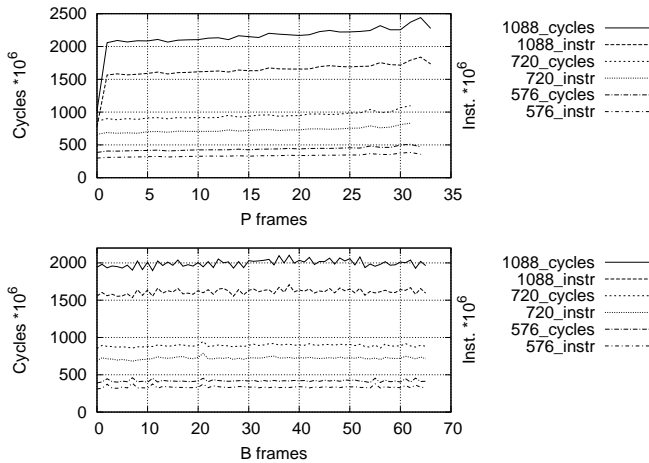 2500
2000
1500
1000
500
0
Cycles *10^6
0 5 10 15 20 25 30 35
P frames
Inst. *10^6
1088_cycles
1088_instr
720_cycles
720_instr
576_cycles
576_instr
2000
1500
1000
500
0
Cycles *10^6
0 10 20 30 40 50 60 70
B frames
Inst. *10^6
1088_cycles
1088_instr
720_cycles
720_instr
576_cycles
576_instr